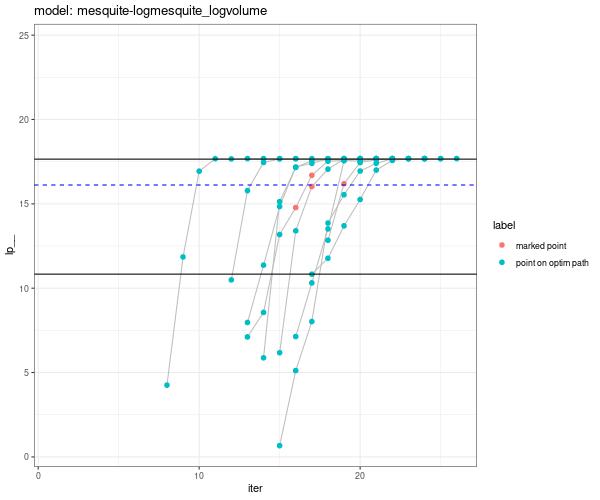 model: mesquite-logmesquite_logvolume
25
20
15
10
5
0
lp__
0 10 20
iter
label
marked point
point on optim path